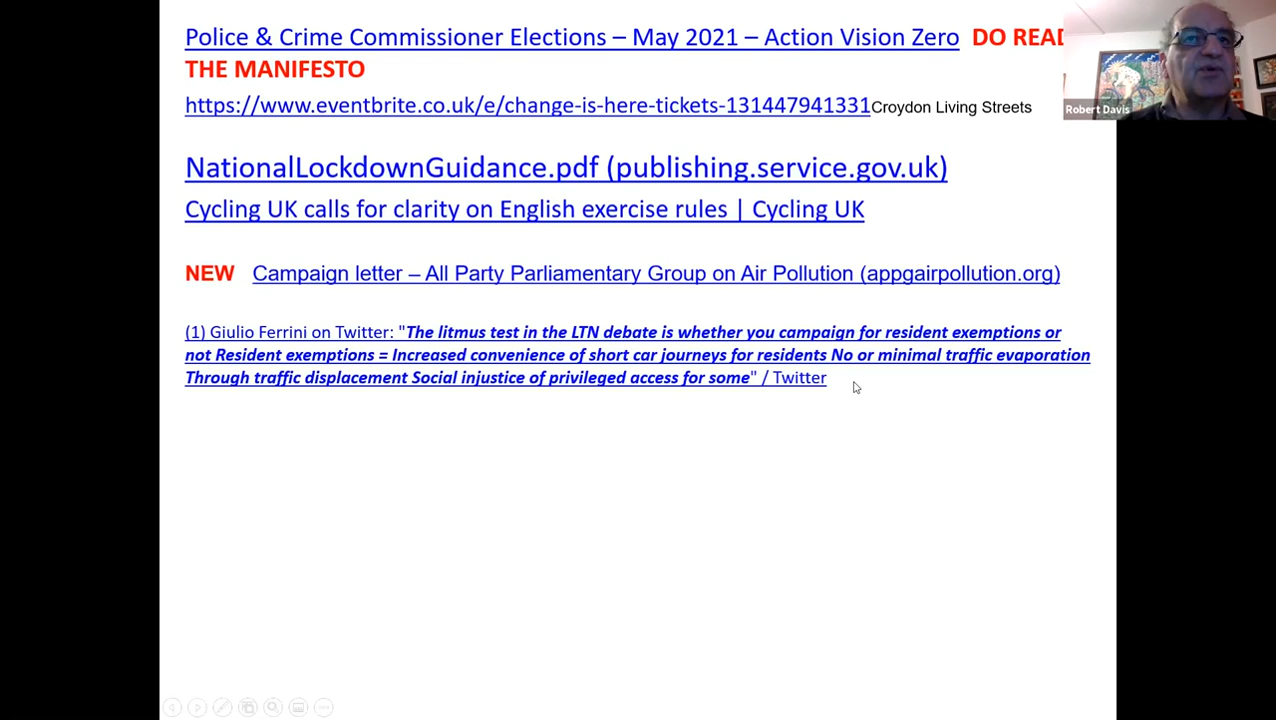 Police & Crime Commissioner Elections – May 2021 – Action Vision Zero DO READ
THE MANIFESTO
https://www.eventbrite.co.uk/e/change-is-here-tickets-131447941331Croydon Living Streets
Robert Davis
NationalLockdownGuidance.pdf (publishing.service.gov.uk)
Cycling UK calls for clarity on English exercise rules | Cycling UK
NEW Campaign letter – All Party Parliamentary Group on Air Pollution (appgairpollution.org)
(1) Giulio Ferrini on Twitter: "The litmus test in the LTN debate is whether you campaign for resident exemptions or
not Resident exemptions = Increased convenience of short car journeys for residents No or minimal traffic evaporation
Through traffic displacement Social injustice of privileged access for some" / Twitter